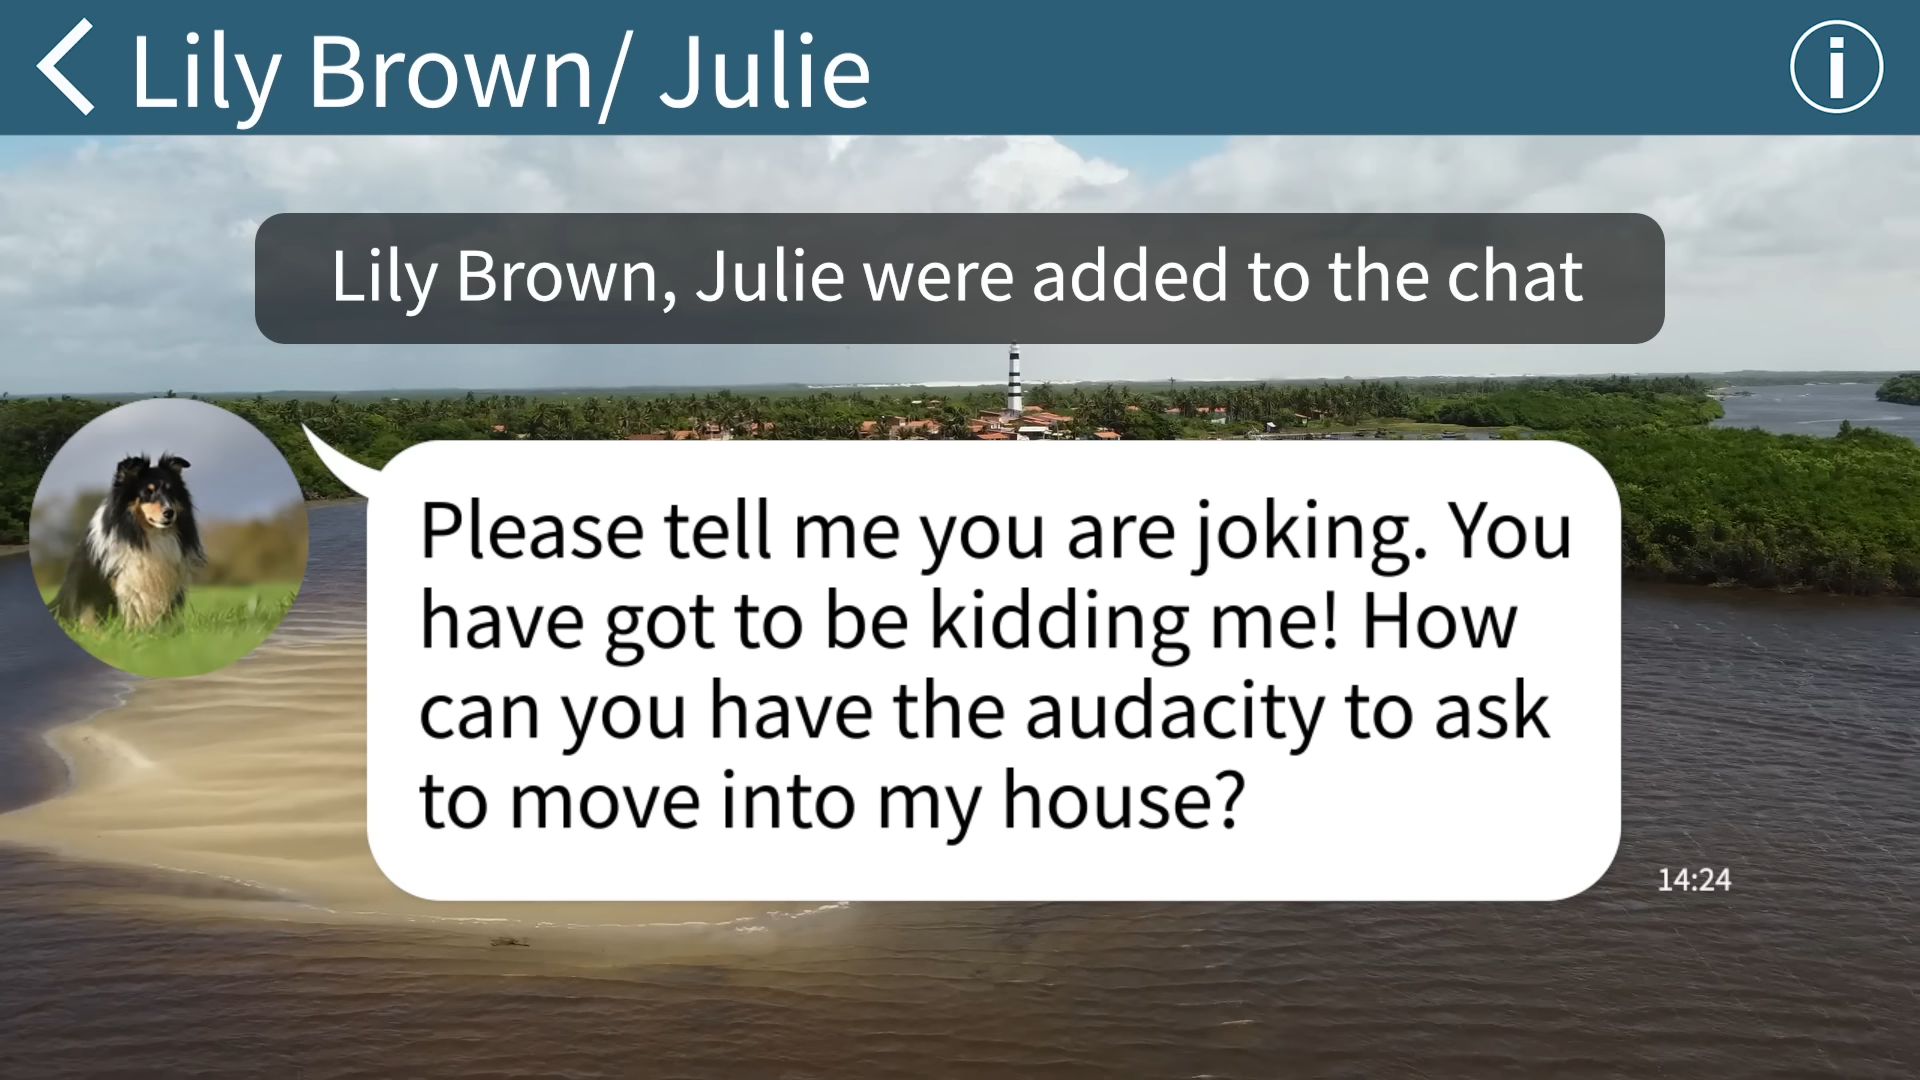 Lily Brown/ Julie
Lily Brown, Julie were added to the chat
Please tell me you are joking. You
have got to be kidding me! How
can you have the audacity to ask
to move into my house?
14:24